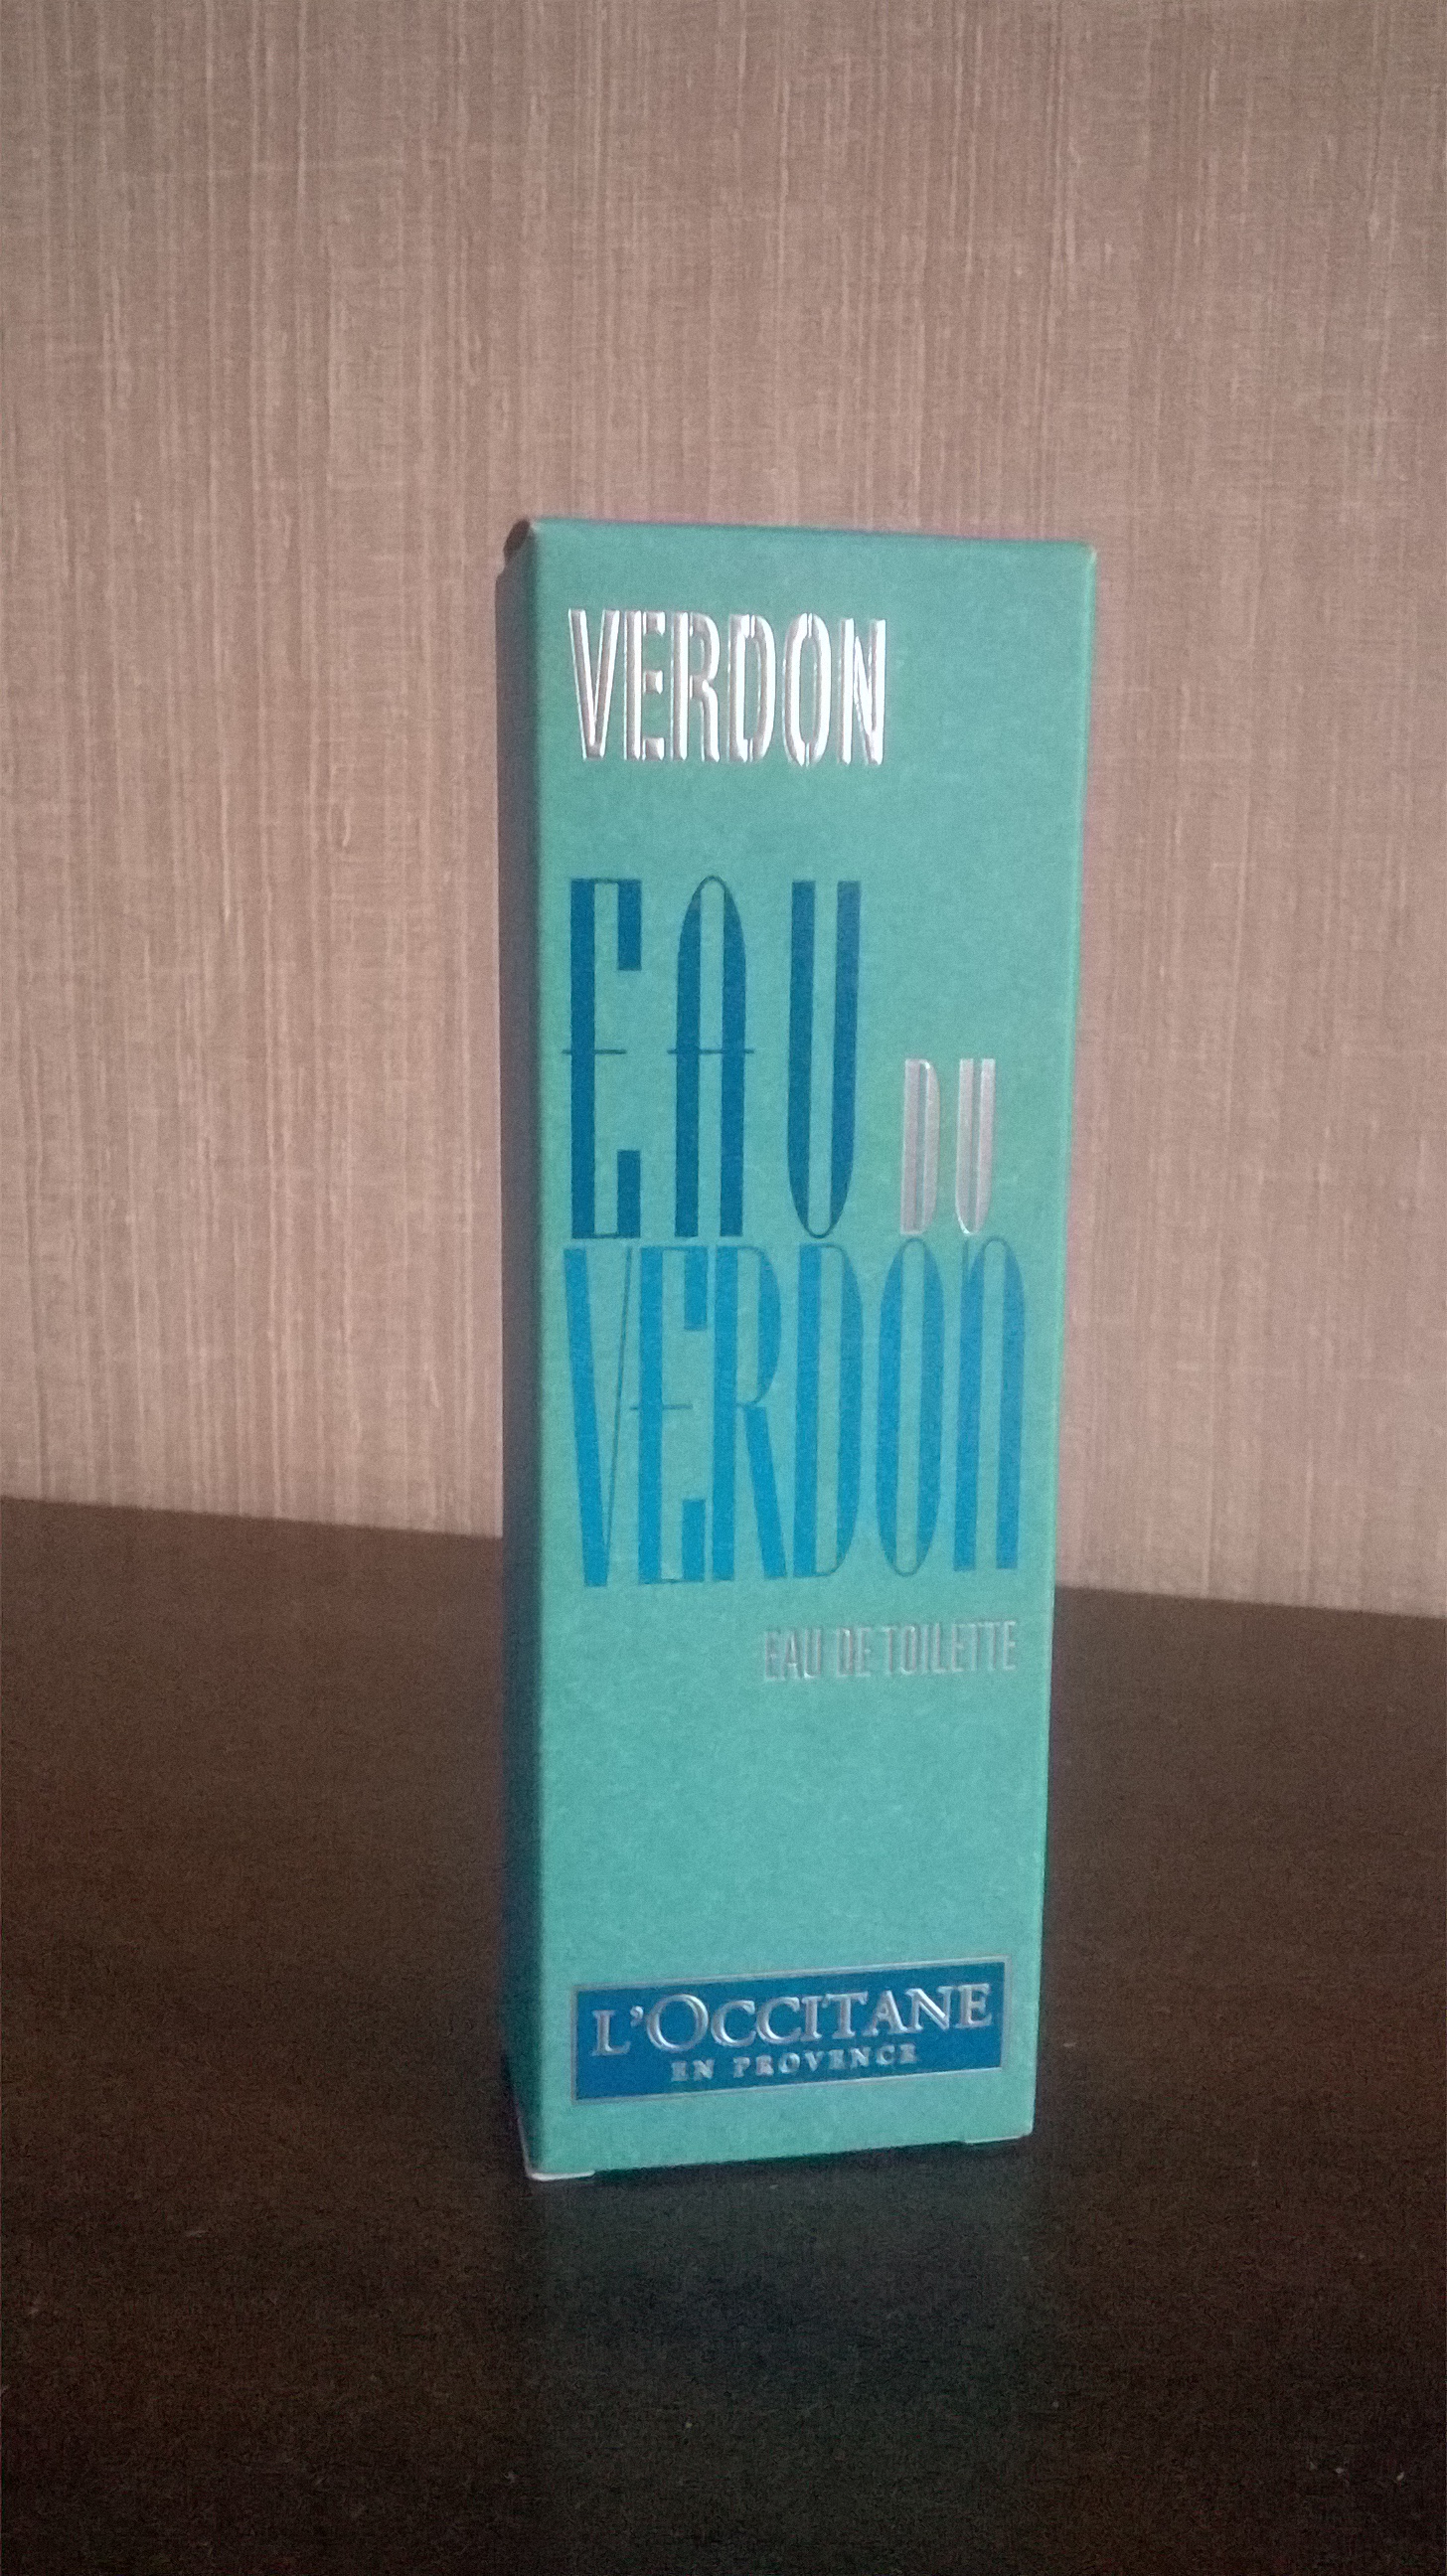 VERDON
EAU DU
VERDON
EAU DE TOILETTE
L'OCCITANE
EN PROVENCE